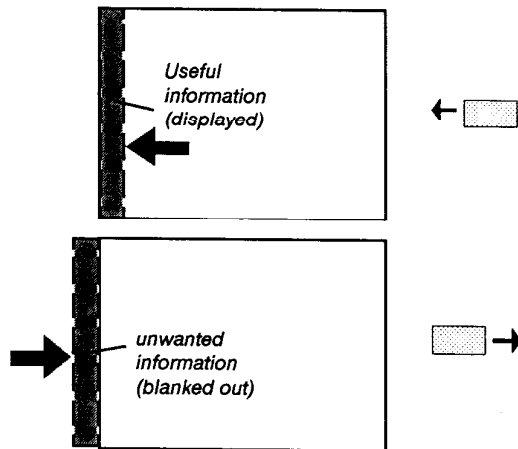 Useful
information
(displayed)
unwanted
information
(blanked out)